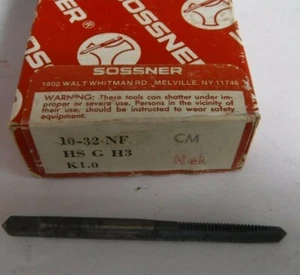 SOSSNER
1800 WALT WHITMAN RD., MELVILLE, NY 11746
WARNING: These tools can shatter under im-
proper or severe use. Persons in the vicinity of
their use, should be instructed to wear safety
equipment.
10-32 NF CM
HS G H3
K1.0